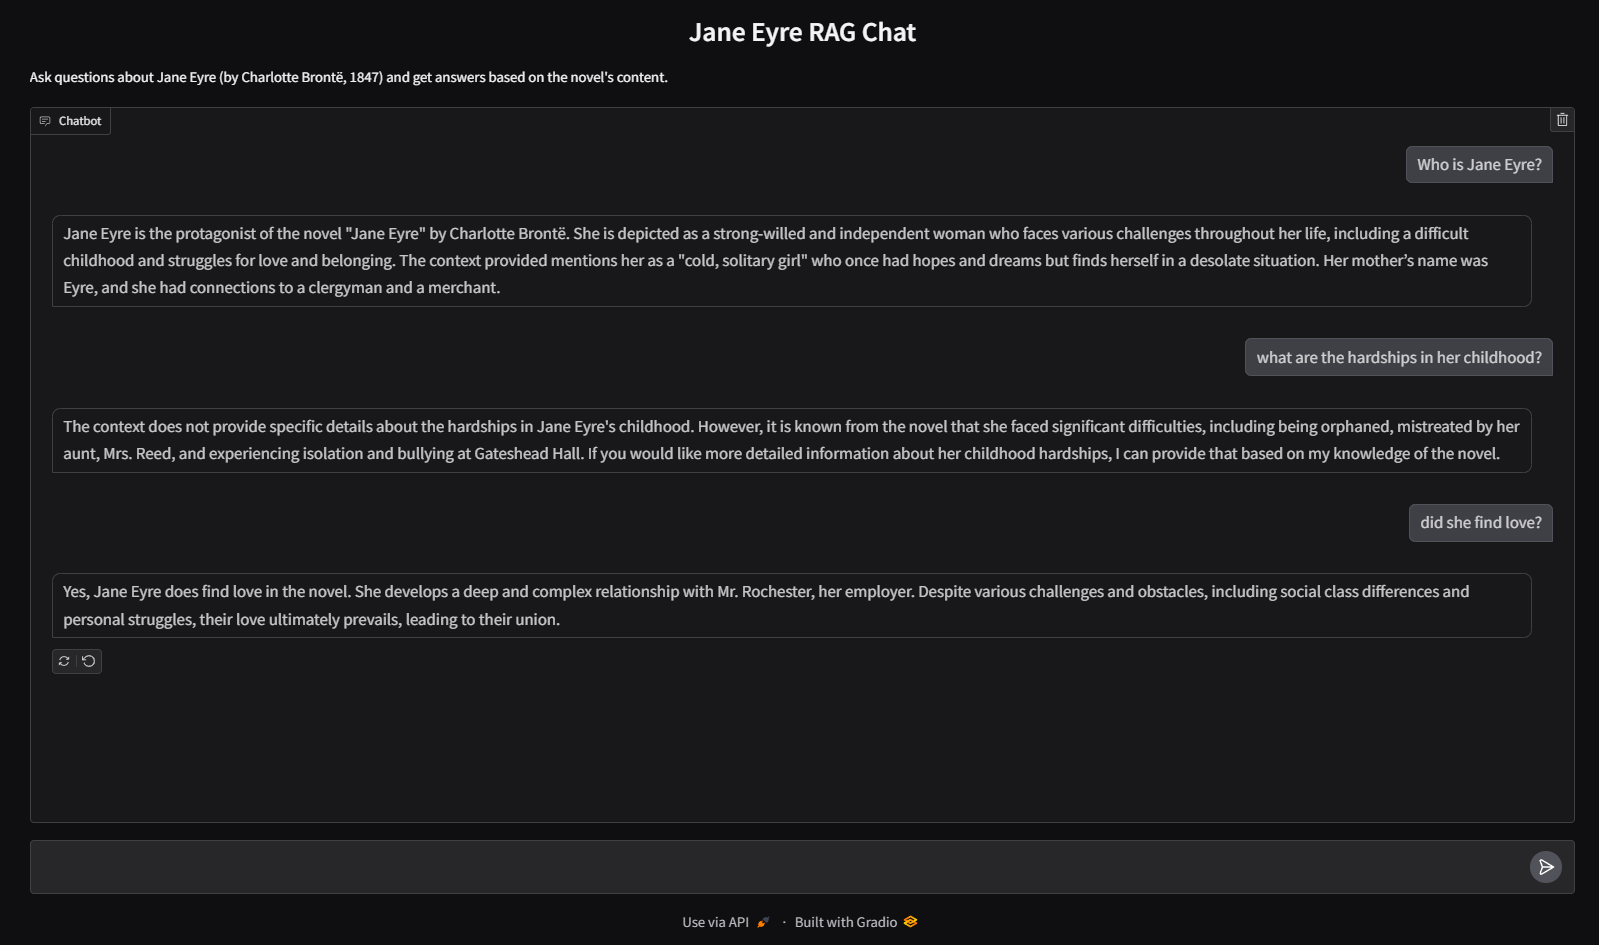 Jane Eyre RAG Chat
Ask questions about Jane Eyre (by Charlotte Brontë, 1847) and get answers based on the novel's content.
Chatbot
Who is Jane Eyre?
Jane Eyre is the protagonist of the novel "Jane Eyre" by Charlotte Brontë. She is depicted as a strong-willed and independent woman who faces various challenges throughout her life, including a difficult
childhood and struggles for love and belonging. The context provided mentions her as a "cold, solitary girl" who once had hopes and dreams but finds herself in a desolate situation. Her mother’s name was
Eyre, and she had connections to a clergyman and a merchant.
what are the hardships in her childhood?
The context does not provide specific details about the hardships in Jane Eyre's childhood. However, it is known from the novel that she faced significant difficulties, including being orphaned, mistreated by her
aunt, Mrs. Reed, and experiencing isolation and bullying at Gateshead Hall. If you would like more detailed information about her childhood hardships, I can provide that based on my knowledge of the novel.
did she find love?
Yes, Jane Eyre does find love in the novel. She develops a deep and complex relationship with Mr. Rochester, her employer. Despite various challenges and obstacles, including social class differences and
personal struggles, their love ultimately prevails, leading to their union.
Use via API · Built with Gradio